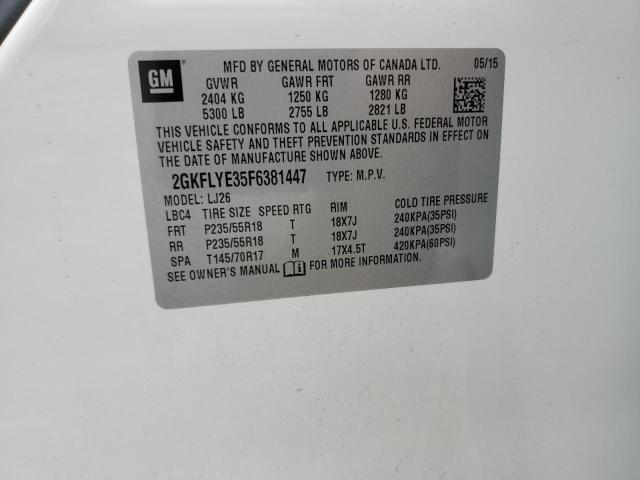 GM
MFD BY GENERAL MOTORS OF CANADA LTD. 05/15
GVWR GAWR FRT GAWR RR
2404 KG 1250 KG 1280 KG
5300 LB 2755 LB 2821 LB
THIS VEHICLE CONFORMS TO ALL APPLICABLE U.S. FEDERAL MOTOR
VEHICLE SAFETY AND THEFT PREVENTION STANDARDS IN EFFECT ON
THE DATE OF MANUFACTURE SHOWN ABOVE.
2GKFLYE35F6381447 TYPE: M.P.V.
MODEL: LJ26
LBC4 TIRE SIZE SPEED RTG RIM COLD TIRE PRESSURE
FRT P235/55R18 T 18X7J 240KPA(35PSI)
RR P235/55R18 T 18X7J 240KPA(35PSI)
SPA T145/70R17 M 17X4.5T 420KPA(60PSI)
SEE OWNER'S MANUAL FOR MORE INFORMATION.